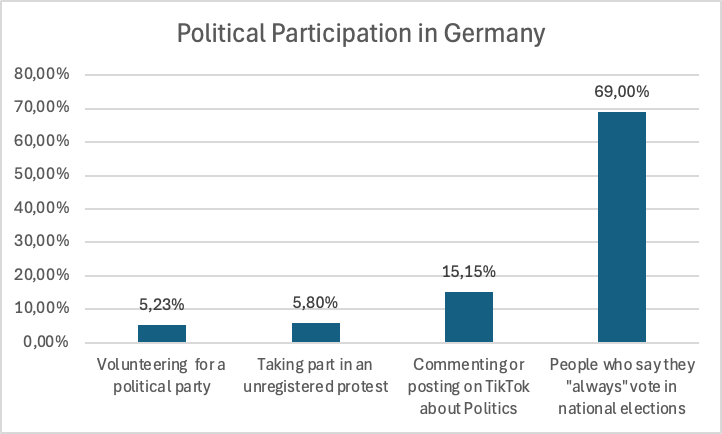 Political Participation in Germany
80,00%
70,00%
60,00%
50,00%
40,00%
30,00%
20,00%
10,00%
0,00%
5,23%
5,80%
15,15%
69,00%
Volunteering for a
political party
Taking part in an
unregistered protest
Commenting or
posting on TikTok
about Politics
People who say they
"always" vote in
national elections